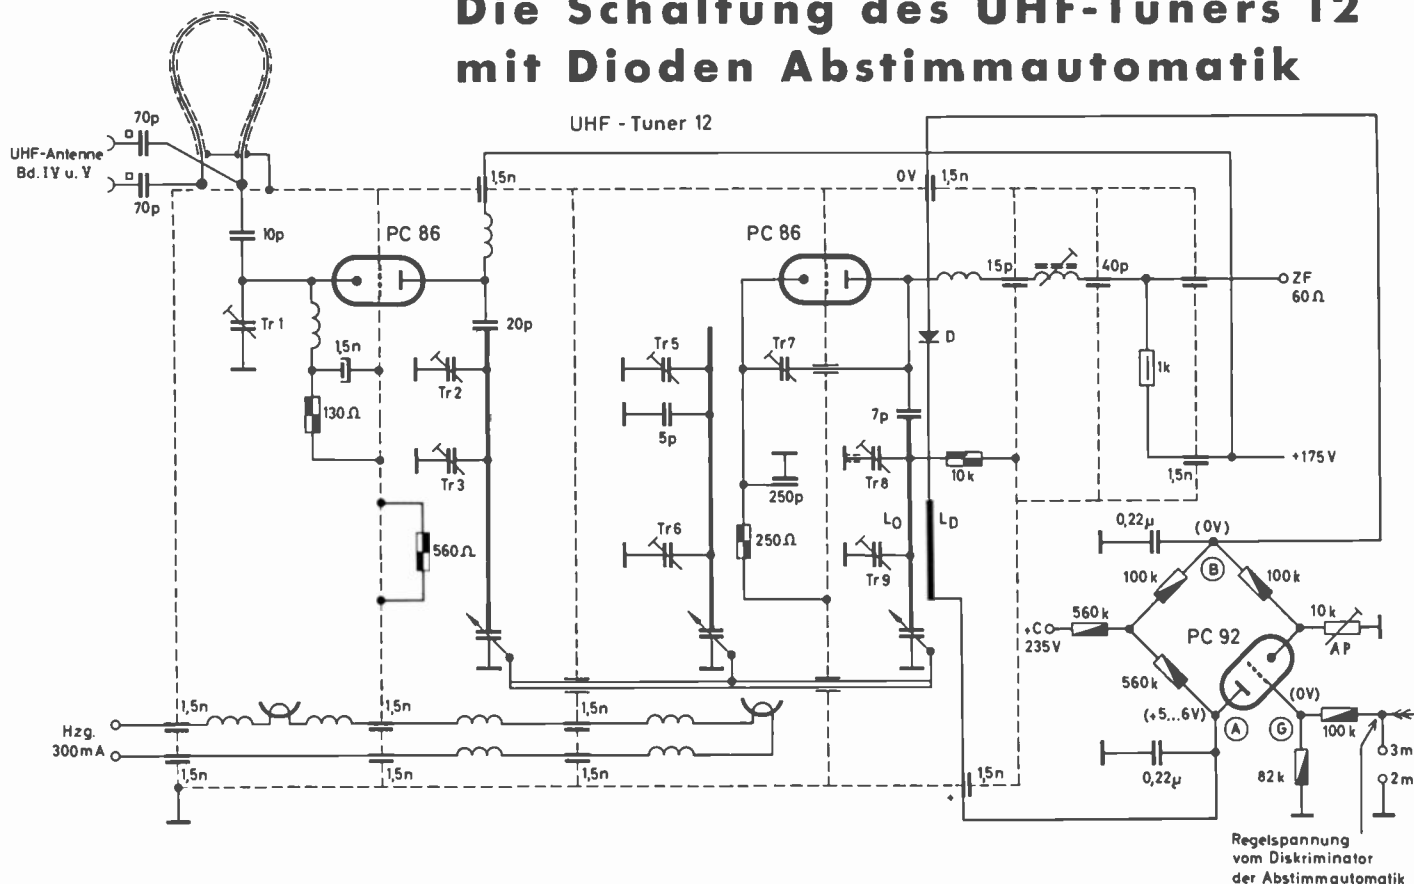 Die Schaltung des UHF-Tuners 12
mit Dioden Abstimmautomatik
UHF - Tuner 12
70p
UHF-Antenne
Bd. IV u. V
70p
10p
Tr 1
PC 86
1,5n
1,5n
130 Ω
20p
Tr 2
Tr 3
560 Ω
Tr 5
5p
Tr 6
PC 86
Tr 7
250p
250 Ω
0V
1,5n
D
7p
Tr 8
10k
LO
LD
Tr 9
15p
40p
ZF
60 Ω
1k
+175 V
1,5n
0,22µ
(0V)
B
100 k
100k
560k
+C
235V
PC 92
10k
AP
560k
(+5...6V)
A
G
(0V)
100k
82k
0,22µ
3m
2m
Hzg.
300mA
1,5n
1,5n
1,5n
1,5n
1,5n
1,5n
1,5n
+
Regelspannung
vom Diskriminator
der Abstimmautomatik